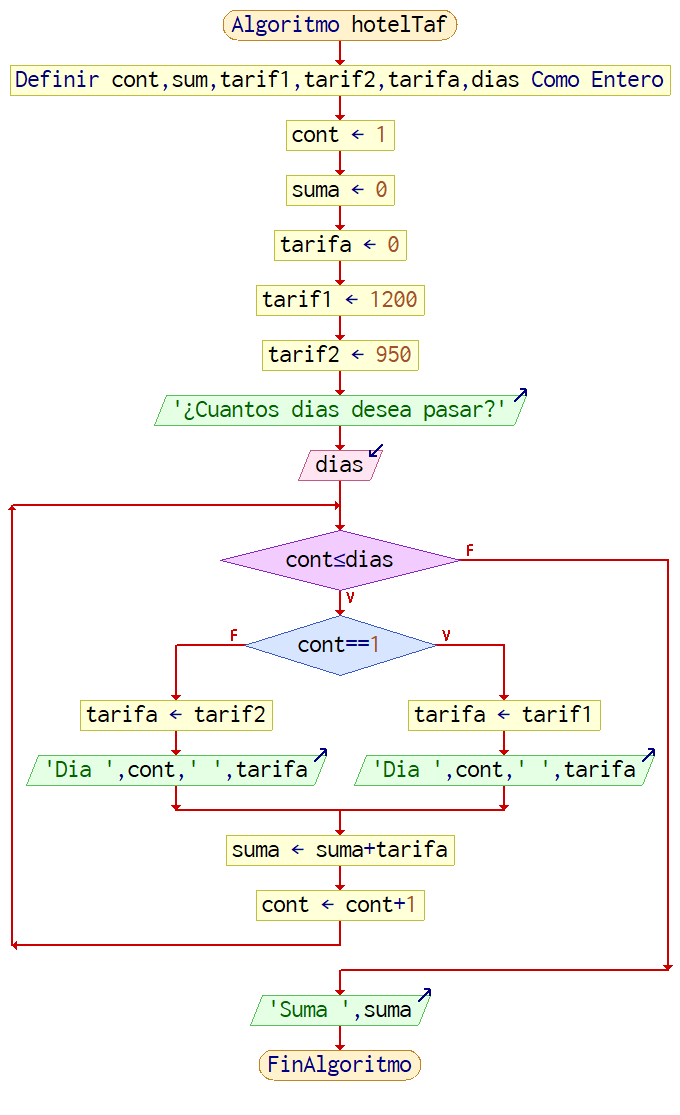 Algoritmo hotelTaf
Definir cont,sum,tarif1,tarif2,tarifa,dias Como Entero
cont ← 1
suma ← 0
tarifa ← 0
tarif1 ← 1200
tarif2 ← 950
'¿Cuantos dias desea pasar?'
dias
cont≤dias
F
V
cont==1
F
V
tarifa ← tarif2
tarifa ← tarif1
'Dia ',cont,' ',tarifa
'Dia ',cont,' ',tarifa
suma ← suma+tarifa
cont ← cont+1
'Suma ',suma
FinAlgoritmo